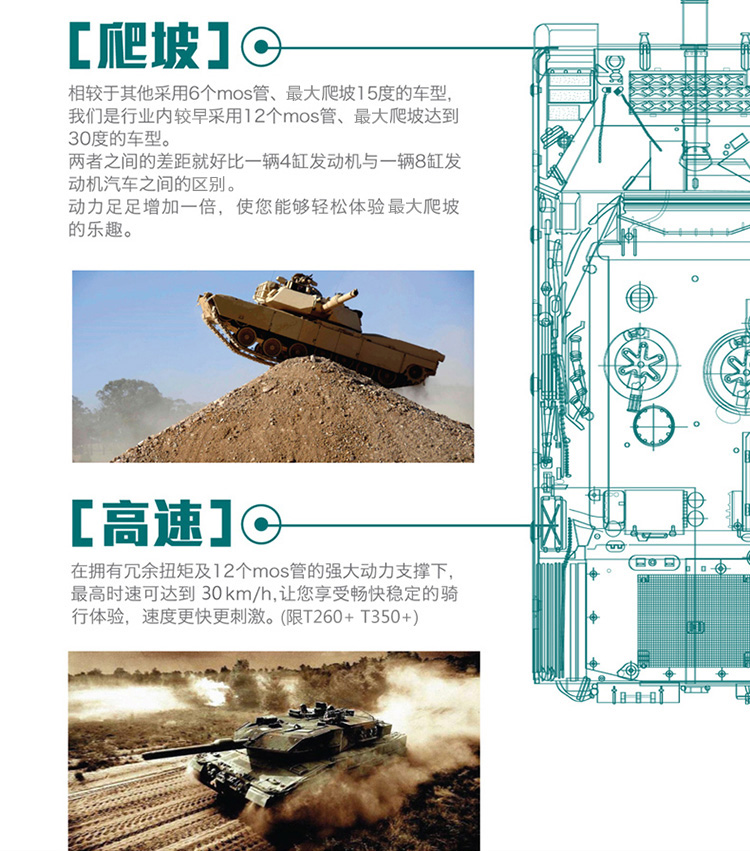 [爬坡]
相较于其他采用6个mos管、最大爬坡15度的车型,
我们是行业内较早采用12个mos管、最大爬坡达到
30度的车型。
两者之间的差距就好比一辆4缸发动机与一辆8缸发
动机汽车之间的区别。
动力足足增加一倍，使您能够轻松体验最大爬坡
的乐趣。
[高速]
在拥有冗余扭矩及12个mos管的强大动力支撑下,
最高时速可达到 30km/h,让您享受畅快稳定的骑
行体验，速度更快更刺激。(限T260+ T350+)